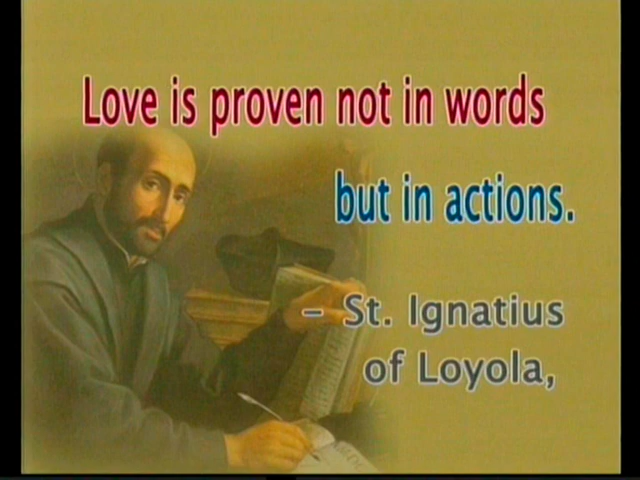 Love is proven not in words
but in actions.
– St. Ignatius
of Loyola,